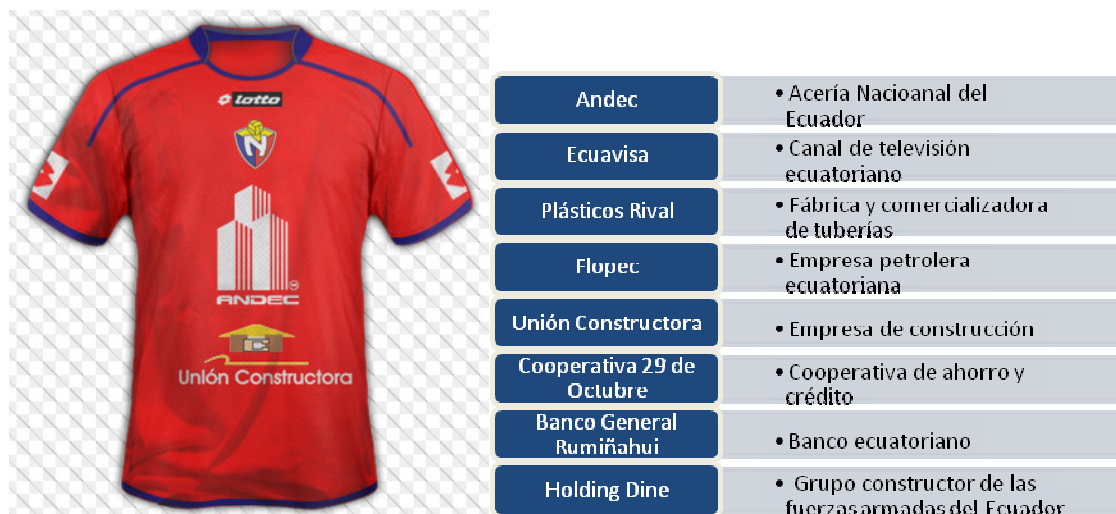 lotto
N
ANDEC
Unión Constructora
Andec
• Acería Nacioanal del
Ecuador
Ecuavisa
• Canal de televisión
ecuatoriano
Plásticos Rival
• Fábrica y comercializadora
de tuberías
Flopec
• Empresa petrolera
ecuatoriana
Unión Constructora
• Empresa de construcción
Cooperativa 29 de
Octubre
• Cooperativa de ahorro y
crédito
Banco General
Rumiñahui
• Banco ecuatoriano
Holding Dine
• Grupo constructor de las
fuerzas armadas del Ecuador